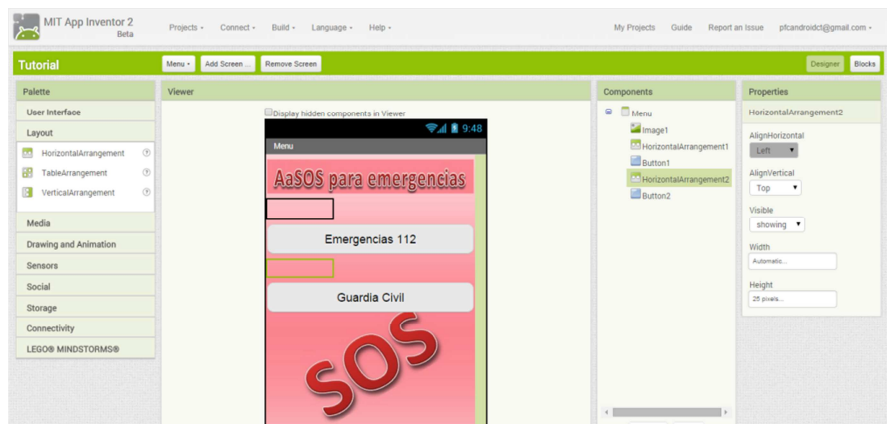 MIT App Inventor 2
Beta
Projects Connect Build Language Help
My Projects Guide Report an Issue pfcandroidct@gmail.com
Tutorial
Menu Add Screen ... Remove Screen
Designer Blocks
Palette
User Interface
Layout
HorizontalArrangement
TableArrangement
VerticalArrangement
Media
Drawing and Animation
Sensors
Social
Storage
Connectivity
LEGO® MINDSTORMS®
Viewer
Display hidden components in Viewer
9:48
Menu
AaSOS para emergencias
Emergencias 112
Guardia Civil
SOS
Components
Menu
Image1
HorizontalArrangement1
Button1
HorizontalArrangement2
Button2
Properties
HorizontalArrangement2
AlignHorizontal
Left
AlignVertical
Top
Visible
showing
Width
Automatic...
Height
25 pixels...